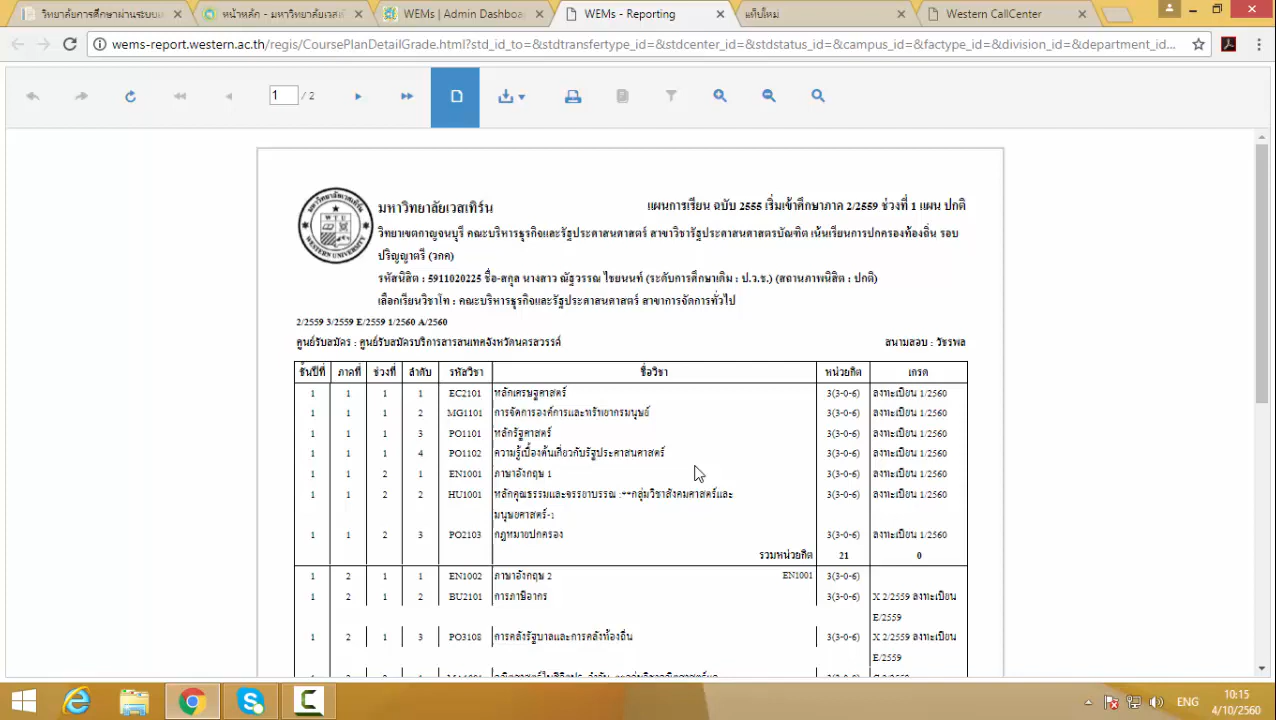 วิทยาลัยการศึกษาผ่านระบบเ
หน้าหลัก - มหาวิทยาลัยเวสเ
WEMs | Admin Dashboa
WEMs - Reporting
แท็บใหม่
Western CallCenter
wems-report.western.ac.th/regis/CoursePlanDetailGrade.html?std_id_to=&stdtransfertype_id=&stdcenter_id=&stdstatus_id=&campus_id=&factype_id=&division_id=&department_id...
1 / 2
มหาวิทยาลัยเวสเทิร์น
แผนการเรียน ฉบับ 2555 เริ่มเข้าศึกษาภาค 2/2559 ช่วงที่ 1 แผน ปกติ
วิทยาเขตกาญจนบุรี คณะบริหารธุรกิจและรัฐประศาสนศาสตร์ สาขาวิชารัฐประศาสนศาสตรบัณฑิต เน้นเรียนการปกครองท้องถิ่น รอบ
ปริญญาตรี (วกค)
รหัสนิสิต : 5911020225 ชื่อ-สกุล นางสาว ณัฐวรรณ ไชยนนท์ (ระดับการศึกษาเดิม : ป.ว.ช.) (สถานภาพนิสิต : ปกติ)
เลือกเรียนวิชาโท : คณะบริหารธุรกิจและรัฐประศาสนศาสตร์ สาขาการจัดการทั่วไป
2/2559 3/2559 E/2559 1/2560 A/2560
ศูนย์รับสมัคร : ศูนย์รับสมัครบริการสารสนเทศจังหวัดนครสวรรค์
สนามสอบ : วัชรพล
ชั้นปีที่ ภาคที่ ช่วงที่ ลำดับ รหัสวิชา ชื่อวิชา หน่วยกิต เกรด
1 1 1 1 EC2101 หลักเศรษฐศาสตร์ 3(3-0-6) ลงทะเบียน 1/2560
1 1 1 2 MG1101 การจัดการองค์การและทรัพยากรมนุษย์ 3(3-0-6) ลงทะเบียน 1/2560
1 1 1 3 PO1101 หลักรัฐศาสตร์ 3(3-0-6) ลงทะเบียน 1/2560
1 1 1 4 PO1102 ความรู้เบื้องต้นเกี่ยวกับรัฐประศาสนศาสตร์ 3(3-0-6) ลงทะเบียน 1/2560
1 1 2 1 EN1001 ภาษาอังกฤษ 1 3(3-0-6) ลงทะเบียน 1/2560
1 1 2 2 HU1001 หลักคุณธรรมและจรรยาบรรณ :**กลุ่มวิชาสังคมศาสตร์และ 3(3-0-6) ลงทะเบียน 1/2560
มนุษยศาสตร์-1
1 1 2 3 PO2103 กฎหมายปกครอง 3(3-0-6) ลงทะเบียน 1/2560
รวมหน่วยกิต 21 0
1 2 1 1 EN1002 ภาษาอังกฤษ 2 EN1001 3(3-0-6)
1 2 1 2 BU2101 การภาษีอากร 3(3-0-6) X 2/2559 ลงทะเบียน
E/2559
1 2 1 3 PO3108 การคลังรัฐบาลและการคลังท้องถิ่น 3(3-0-6) X 2/2559 ลงทะเบียน
E/2559
ENG
10:15
4/10/2560